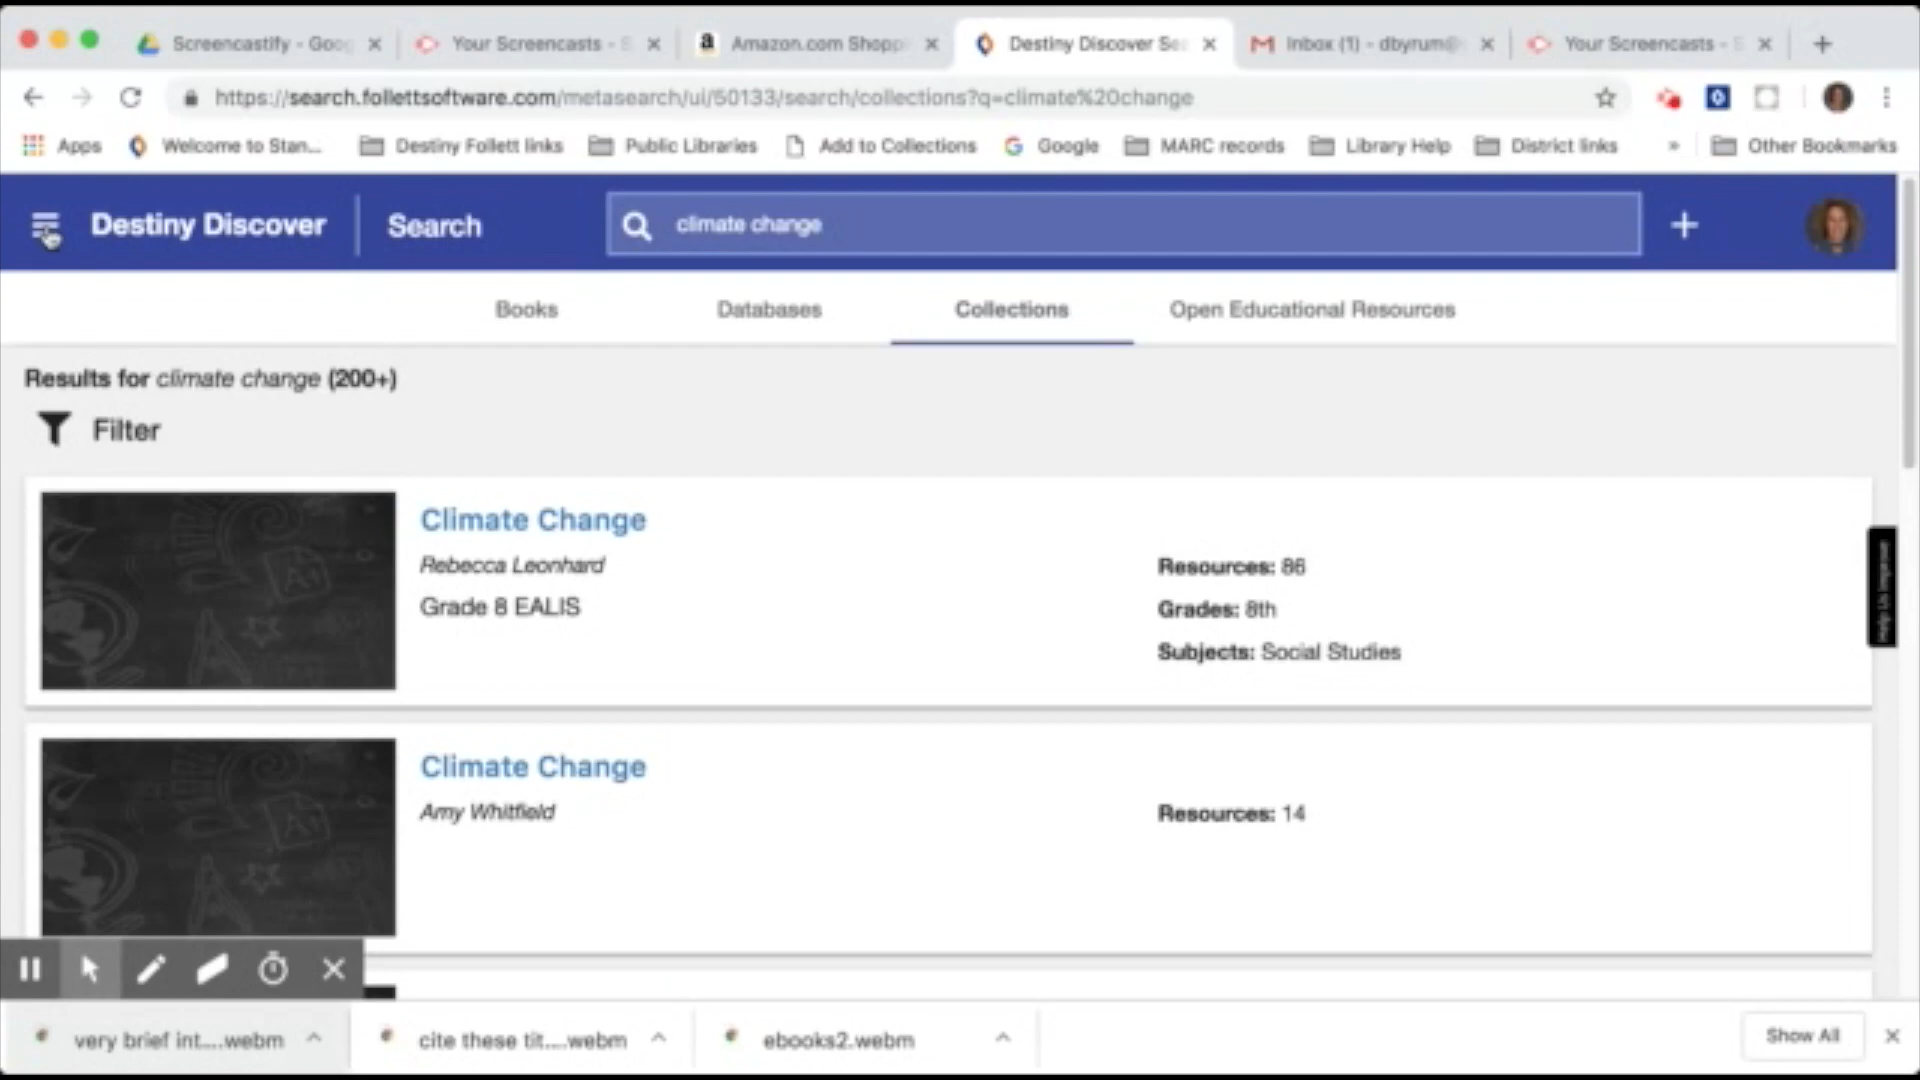 Screencastify - Goog
Your Screencasts - S
a Amazon.com Shopp
Destiny Discover Se
Inbox (1) - dbyrum@
Your Screencasts - S
https://search.follettsoftware.com/metasearch/ui/50133/search/collections?q=climate%20change
Apps Welcome to Stan... Destiny Follett links Public Libraries Add to Collections Google MARC records Library Help District links » Other Bookmarks
Destiny Discover Search climate change
Books Databases Collections Open Educational Resources
Results for climate change (200+)
Filter
Climate Change
Rebecca Leonhard
Resources: 86
Grade 8 EALIS
Grades: 8th
Subjects: Social Studies
Help Us Improve
Climate Change
Amy Whitfield
Resources: 14
very brief int....webm cite these tit....webm ebooks2.webm Show All